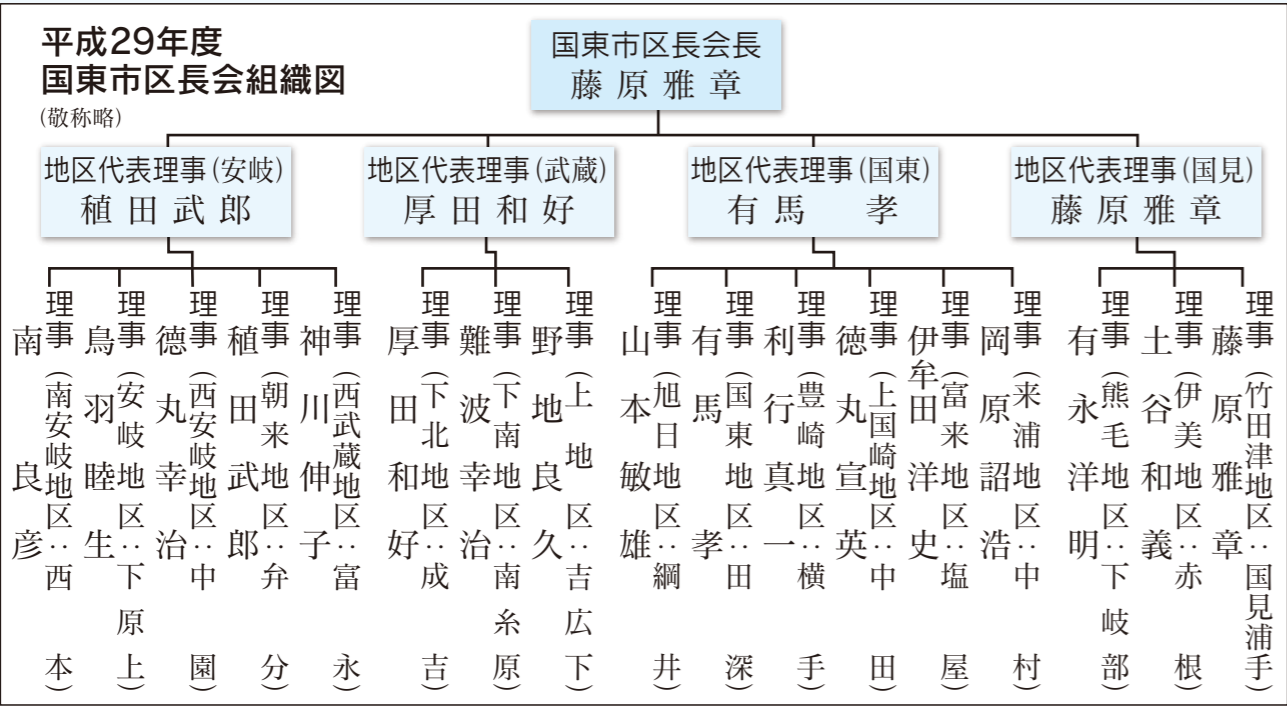 平成29年度
国東市区長会組織図
(敬称略)
国東市区長会長
藤原雅章
地区代表理事(国見)
藤原雅章
地区代表理事(国東)
有馬　孝
地区代表理事(武蔵)
厚田和好
地区代表理事(安岐)
稙田武郎
理事(竹田津地区:国見浦手)
藤原雅章
理事(伊美地区:赤根)
土谷和義
理事(熊毛地区:下岐部)
有永洋明
理事(来浦地区:中村)
岡原詔浩
理事(富来地区:塩屋)
伊牟田洋史
理事(上国崎地区:中田)
徳丸宣英
理事(豊崎地区:横手)
利行真一
理事(国東地区:田深)
有馬孝
理事(旭日地区:綱井)
山本敏雄
理事(上地区:吉広下)
野地良久
理事(下南地区:南糸原)
難波幸治
理事(下北地区:成吉)
厚田和好
理事(西武蔵地区:富永)
神川伸子
理事(朝来地区:弁分)
稙田武郎
理事(西安岐地区:中園)
德丸幸治
理事(安岐地区:下原上)
鳥羽睦生
理事(南安岐地区:西本)
南良彦